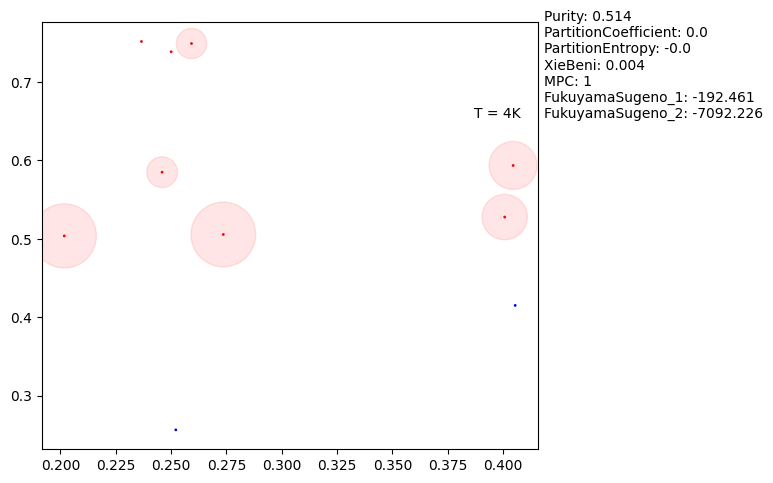 Purity: 0.514
PartitionCoefficient: 0.0
PartitionEntropy: -0.0
XieBeni: 0.004
MPC: 1
FukuyamaSugeno_1: -192.461
FukuyamaSugeno_2: -7092.226
T = 4K
0.7
0.6
0.5
0.4
0.3
0.200 0.225 0.250 0.275 0.300 0.325 0.350 0.375 0.400